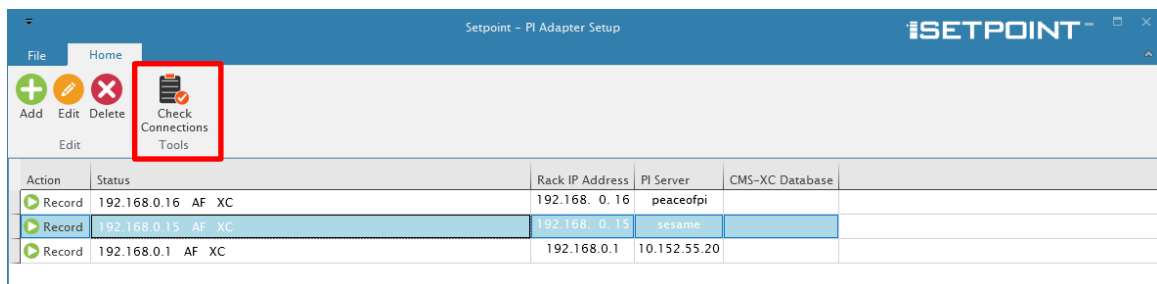 Setpoint – PI Adapter Setup
SETPOINT
File Home
Add Edit Delete Check Connections
Edit Tools
Action Status Rack IP Address PI Server CMS-XC Database
Record 192.168.0.16 AF XC 192.168. 0. 16 peaceofpi
Record 192.168.0.15 AF XC 192.168. 0. 15 sesame
Record 192.168.0.1 AF XC 192.168.0.1 10.152.55.20